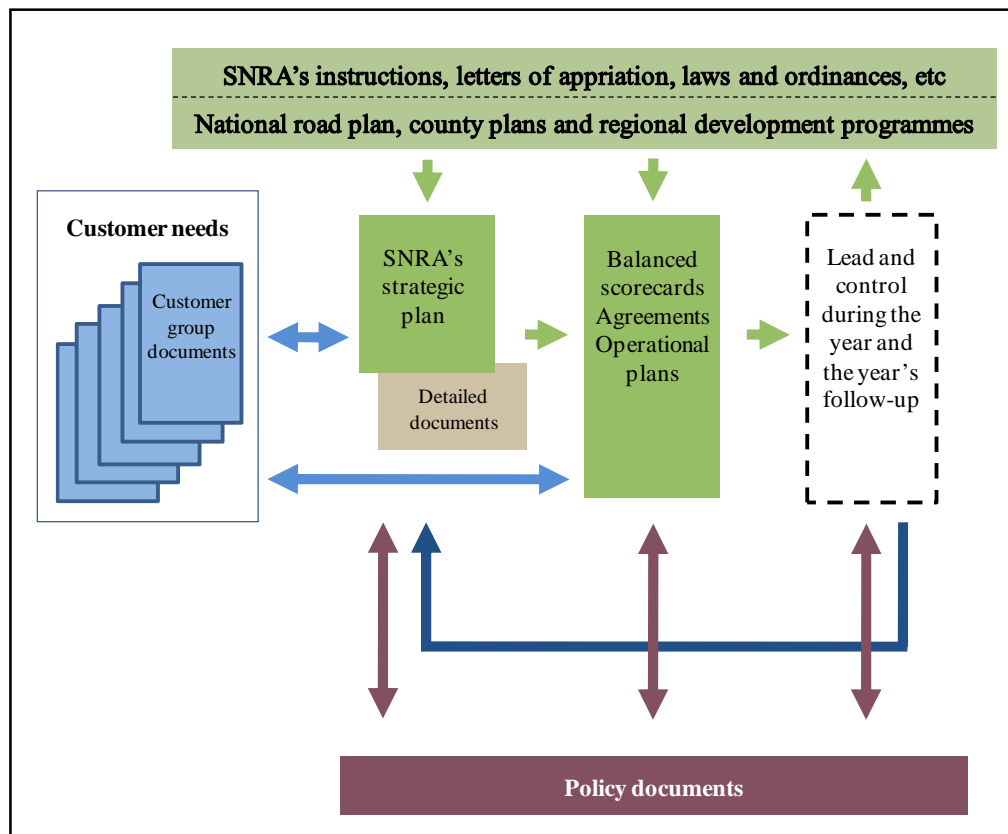 SNRA's instructions, letters of appriation, laws and ordinances, etc
National road plan, county plans and regional development programmes
Customer needs
Customer
group
documents
SNRA's
strategic
plan
Detailed
documents
Balanced
scorecards
Agreements
Operational
plans
Lead and
control
during the
year and
the year's
follow-up
Policy documents